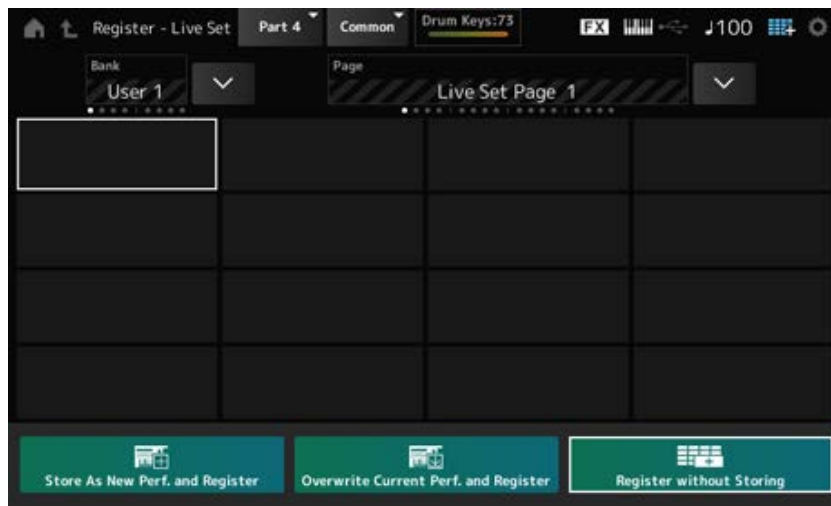 Register - Live Set
Part 4
Common
Drum Keys:73
FX
♩100
Bank
User 1
Page
Live Set Page 1
Store As New Perf. and Register
Overwrite Current Perf. and Register
Register without Storing